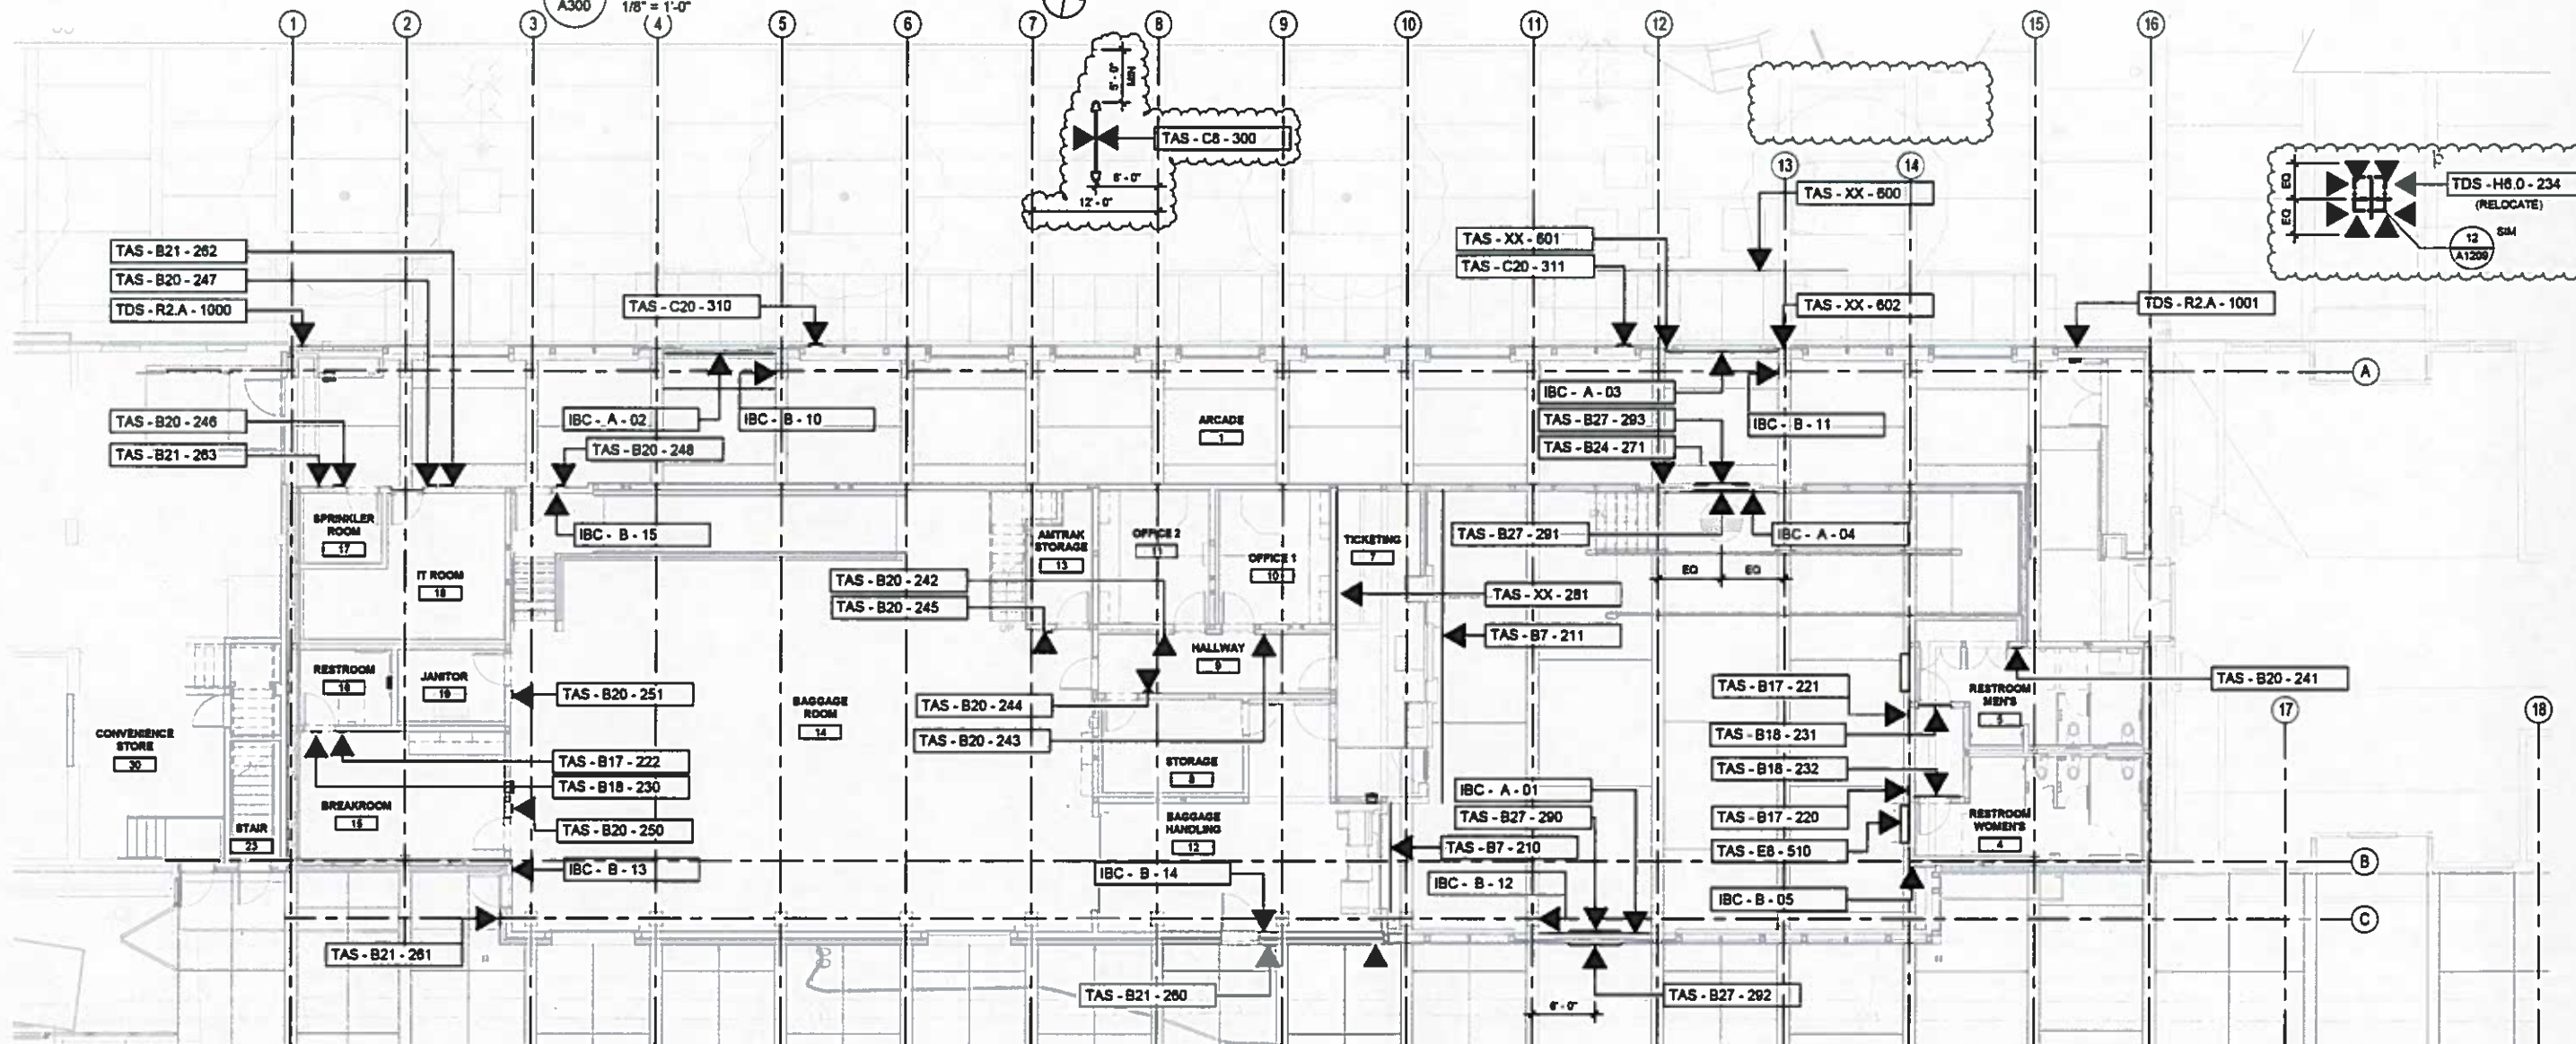 A300
1/8" = 1'-0"
1
2
3
4
5
6
7
8
9
10
11
12
15
16
5' - 0"
MIN
TAS - C6 - 300
6' - 0"
12' - 0"
13
14
TAS - XX - 600
EQ
EQ
TDS - H6.0 - 234
(RELOCATE)
12
A1209
SIM
TAS - B21 - 262
TAS - B20 - 247
TDS - R2.A - 1000
TAS - C20 - 310
TAS - XX - 601
TAS - C20 - 311
TAS - XX - 602
TDS - R2.A - 1001
A
TAS - B20 - 246
TAS - B21 - 263
IBC - A - 02
IBC - B - 10
TAS - B20 - 248
ARCADE
1
IBC - A - 03
TAS - B27 - 293
TAS - B24 - 271
IBC - B - 11
SPRINKLER
ROOM
17
IBC - B - 15
AMTRAK
STORAGE
13
OFFICE 2
11
OFFICE 1
10
TICKETING
7
TAS - B27 - 291
IBC - A - 04
EQ
EQ
IT ROOM
18
TAS - B20 - 242
TAS - B20 - 245
TAS - XX - 281
TAS - B7 - 211
HALLWAY
9
RESTROOM
16
JANITOR
19
TAS - B20 - 251
BAGGAGE
ROOM
14
TAS - B20 - 244
TAS - B20 - 243
TAS - B17 - 221
TAS - B18 - 231
RESTROOM
MEN'S
5
TAS - B20 - 241
17
18
CONVENIENCE
STORE
30
TAS - B17 - 222
TAS - B18 - 230
STORAGE
8
TAS - B18 - 232
TAS - B17 - 220
TAS - E8 - 510
RESTROOM
WOMEN'S
4
BREAKROOM
15
STAIR
23
TAS - B20 - 250
IBC - B - 13
BAGGAGE
HANDLING
12
IBC - A - 01
TAS - B27 - 290
TAS - B7 - 210
IBC - B - 12
IBC - B - 14
IBC - B - 05
B
C
TAS - B21 - 261
TAS - B21 - 260
TAS - B27 - 292
6' - 0"